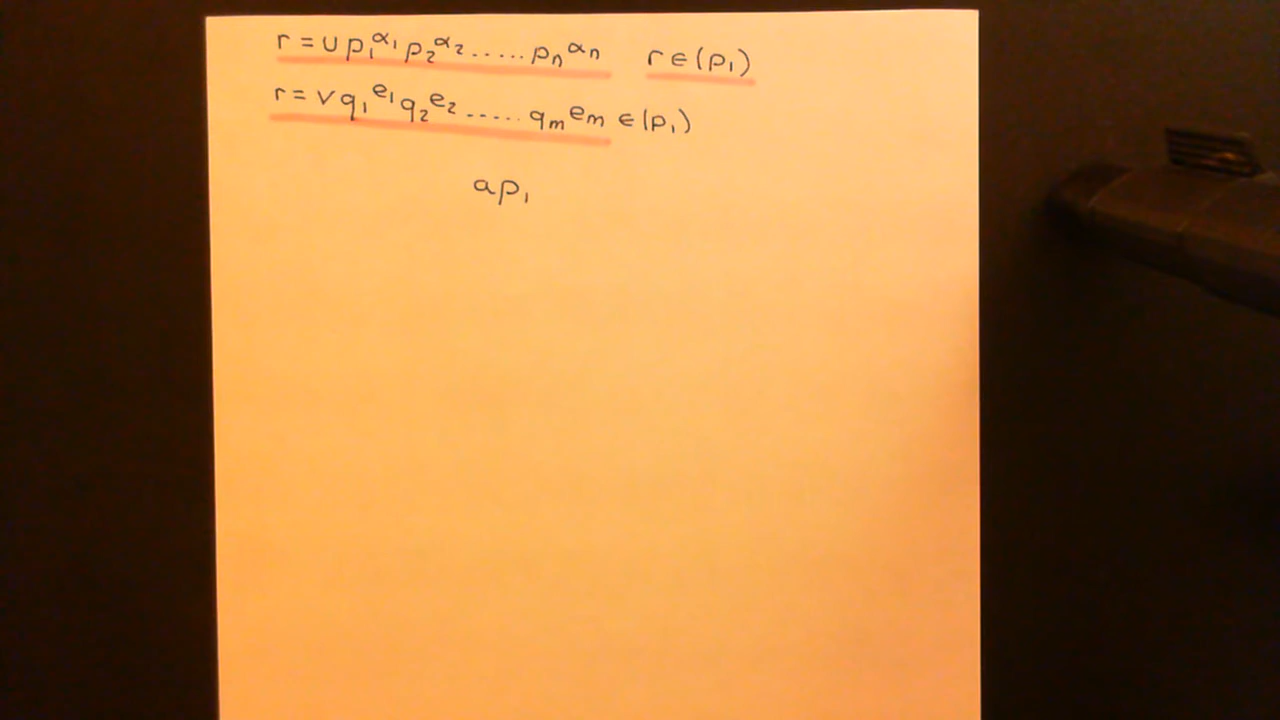 r = u p₁^α₁ p₂^α₂ ..... pₙ^αₙ r ∈ (p₁)
r = v q₁^e₁ q₂^e₂ ..... qₘ^eₘ ∈ (p₁)
a p₁